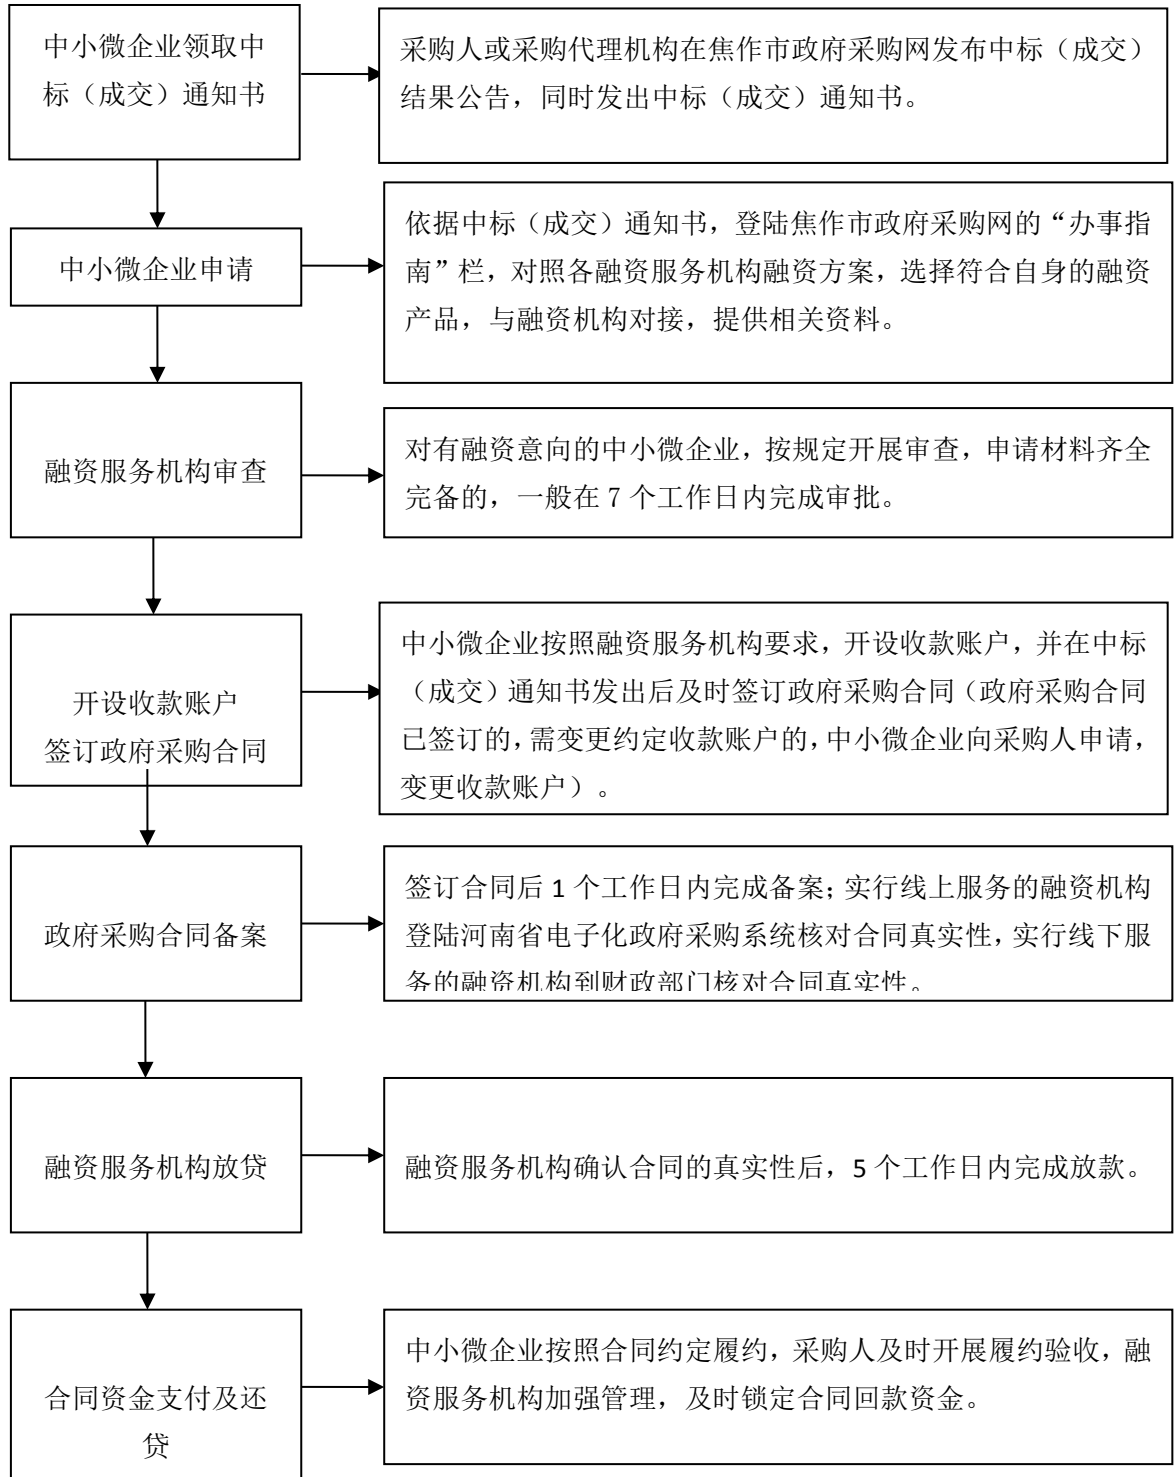 中小微企业领取中
标（成交）通知书
采购人或采购代理机构在焦作市政府采购网发布中标（成交）
结果公告，同时发出中标（成交）通知书。
中小微企业申请
依据中标（成交）通知书，登陆焦作市政府采购网的“办事指
南”栏，对照各融资服务机构融资方案，选择符合自身的融资
产品，与融资机构对接，提供相关资料。
融资服务机构审查
对有融资意向的中小微企业，按规定开展审查，申请材料齐全
完备的，一般在 7 个工作日内完成审批。
开设收款账户
签订政府采购合同
中小微企业按照融资服务机构要求，开设收款账户，并在中标
（成交）通知书发出后及时签订政府采购合同（政府采购合同
已签订的，需变更约定收款账户的，中小微企业向采购人申请，
变更收款账户）。
政府采购合同备案
签订合同后 1 个工作日内完成备案；实行线上服务的融资机构
登陆河南省电子化政府采购系统核对合同真实性，实行线下服
务的融资机构到财政部门核对合同真实性。
融资服务机构放贷
融资服务机构确认合同的真实性后，5 个工作日内完成放款。
合同资金支付及还
贷
中小微企业按照合同约定履约，采购人及时开展履约验收，融
资服务机构加强管理，及时锁定合同回款资金。